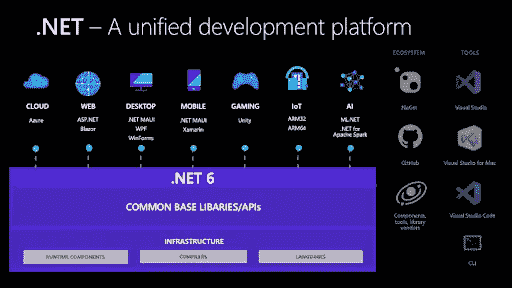 .NET – A unified development platform
ECOSYSTEM
TOOLS
CLOUD
WEB
DESKTOP
MOBILE
GAMING
IoT
AI
Azure
ASP.NET
Blazor
.NET MAUI
WPF
WinForms
.NET MAUI
Xamarin
Unity
ARM32
ARM64
ML.NET
.NET for
Apache Spark
NuGet
Visual Studio
GitHub
Visual Studio for Mac
Components,
tools, library
vendors
Visual Studio Code
CLI
.NET 6
COMMON BASE LIBARIES/APIs
INFRASTRUCTURE
RUNTIME COMPONENTS
COMPILERS
LANGUAGES